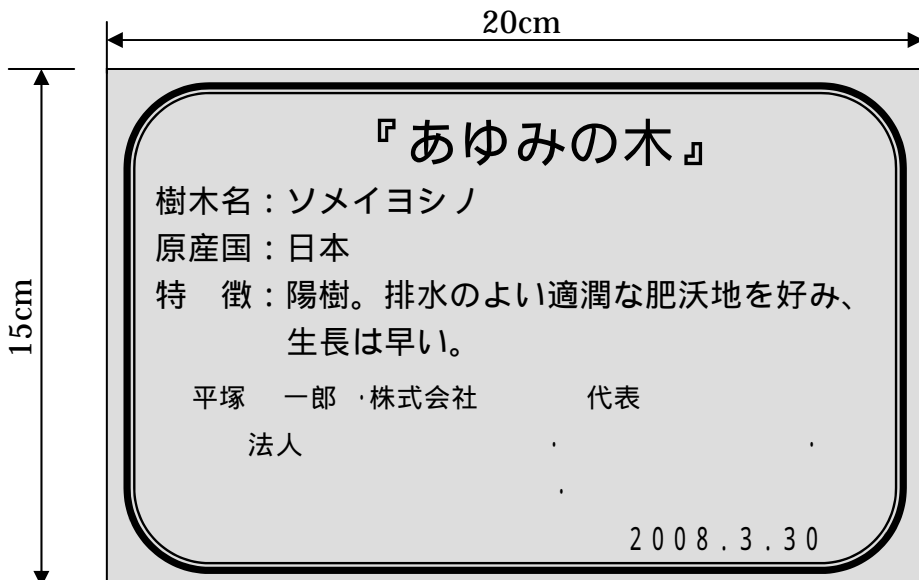 20cm
15cm
『あゆみの木』
樹木名：ソメイヨシノ
原産国：日本
特　徴：陽樹。排水のよい適潤な肥沃地を好み、
生長は早い。
平塚　一郎・株式会社　　　　代表
法人　　　　　　　　　・　　　　　　　　　・
・
2008.3.30